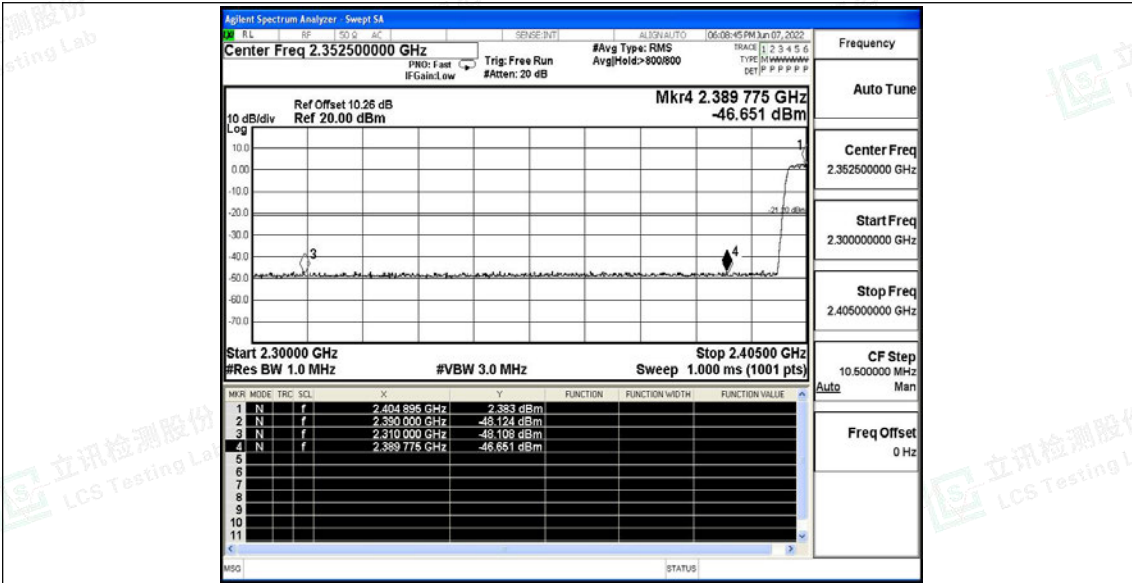 Agilent Spectrum Analyzer - Swept SA
RL RF 50 Ω AC SENSE:INT ALIGNAUTO 06:08:45 PM Jun 07, 2022
Center Freq 2.352500000 GHz
PNO: Fast
IFGain:Low
Trig: Free Run
#Atten: 20 dB
#Avg Type: RMS
Avg|Hold:>800/800
TRACE 1 2 3 4 5 6
TYPE M
DET P P P P P P
Mkr4 2.389 775 GHz
-46.651 dBm
Ref Offset 10.26 dB
10 dB/div Ref 20.00 dBm
Log
10.0
0.00
-10.0
-20.0
-30.0
-40.0
-50.0
-60.0
-70.0
1
3
4
Start 2.30000 GHz Stop 2.40500 GHz
#Res BW 1.0 MHz #VBW 3.0 MHz Sweep 1.000 ms (1001 pts)
MKR MODE TRC SCL X Y FUNCTION FUNCTION WIDTH FUNCTION VALUE
1 N f 2.404 895 GHz 2.383 dBm
2 N f 2.390 000 GHz -48.124 dBm
3 N f 2.310 000 GHz -48.108 dBm
4 N f 2.389 775 GHz -46.651 dBm
5
6
7
8
9
10
11
MSG STATUS
Frequency
Auto Tune
Center Freq
2.352500000 GHz
Start Freq
2.300000000 GHz
Stop Freq
2.405000000 GHz
CF Step
10.500000 MHz
Auto Man
Freq Offset
0 Hz
立讯检测股份
LCS Testing Lab
立讯检测股份
LCS Testing L